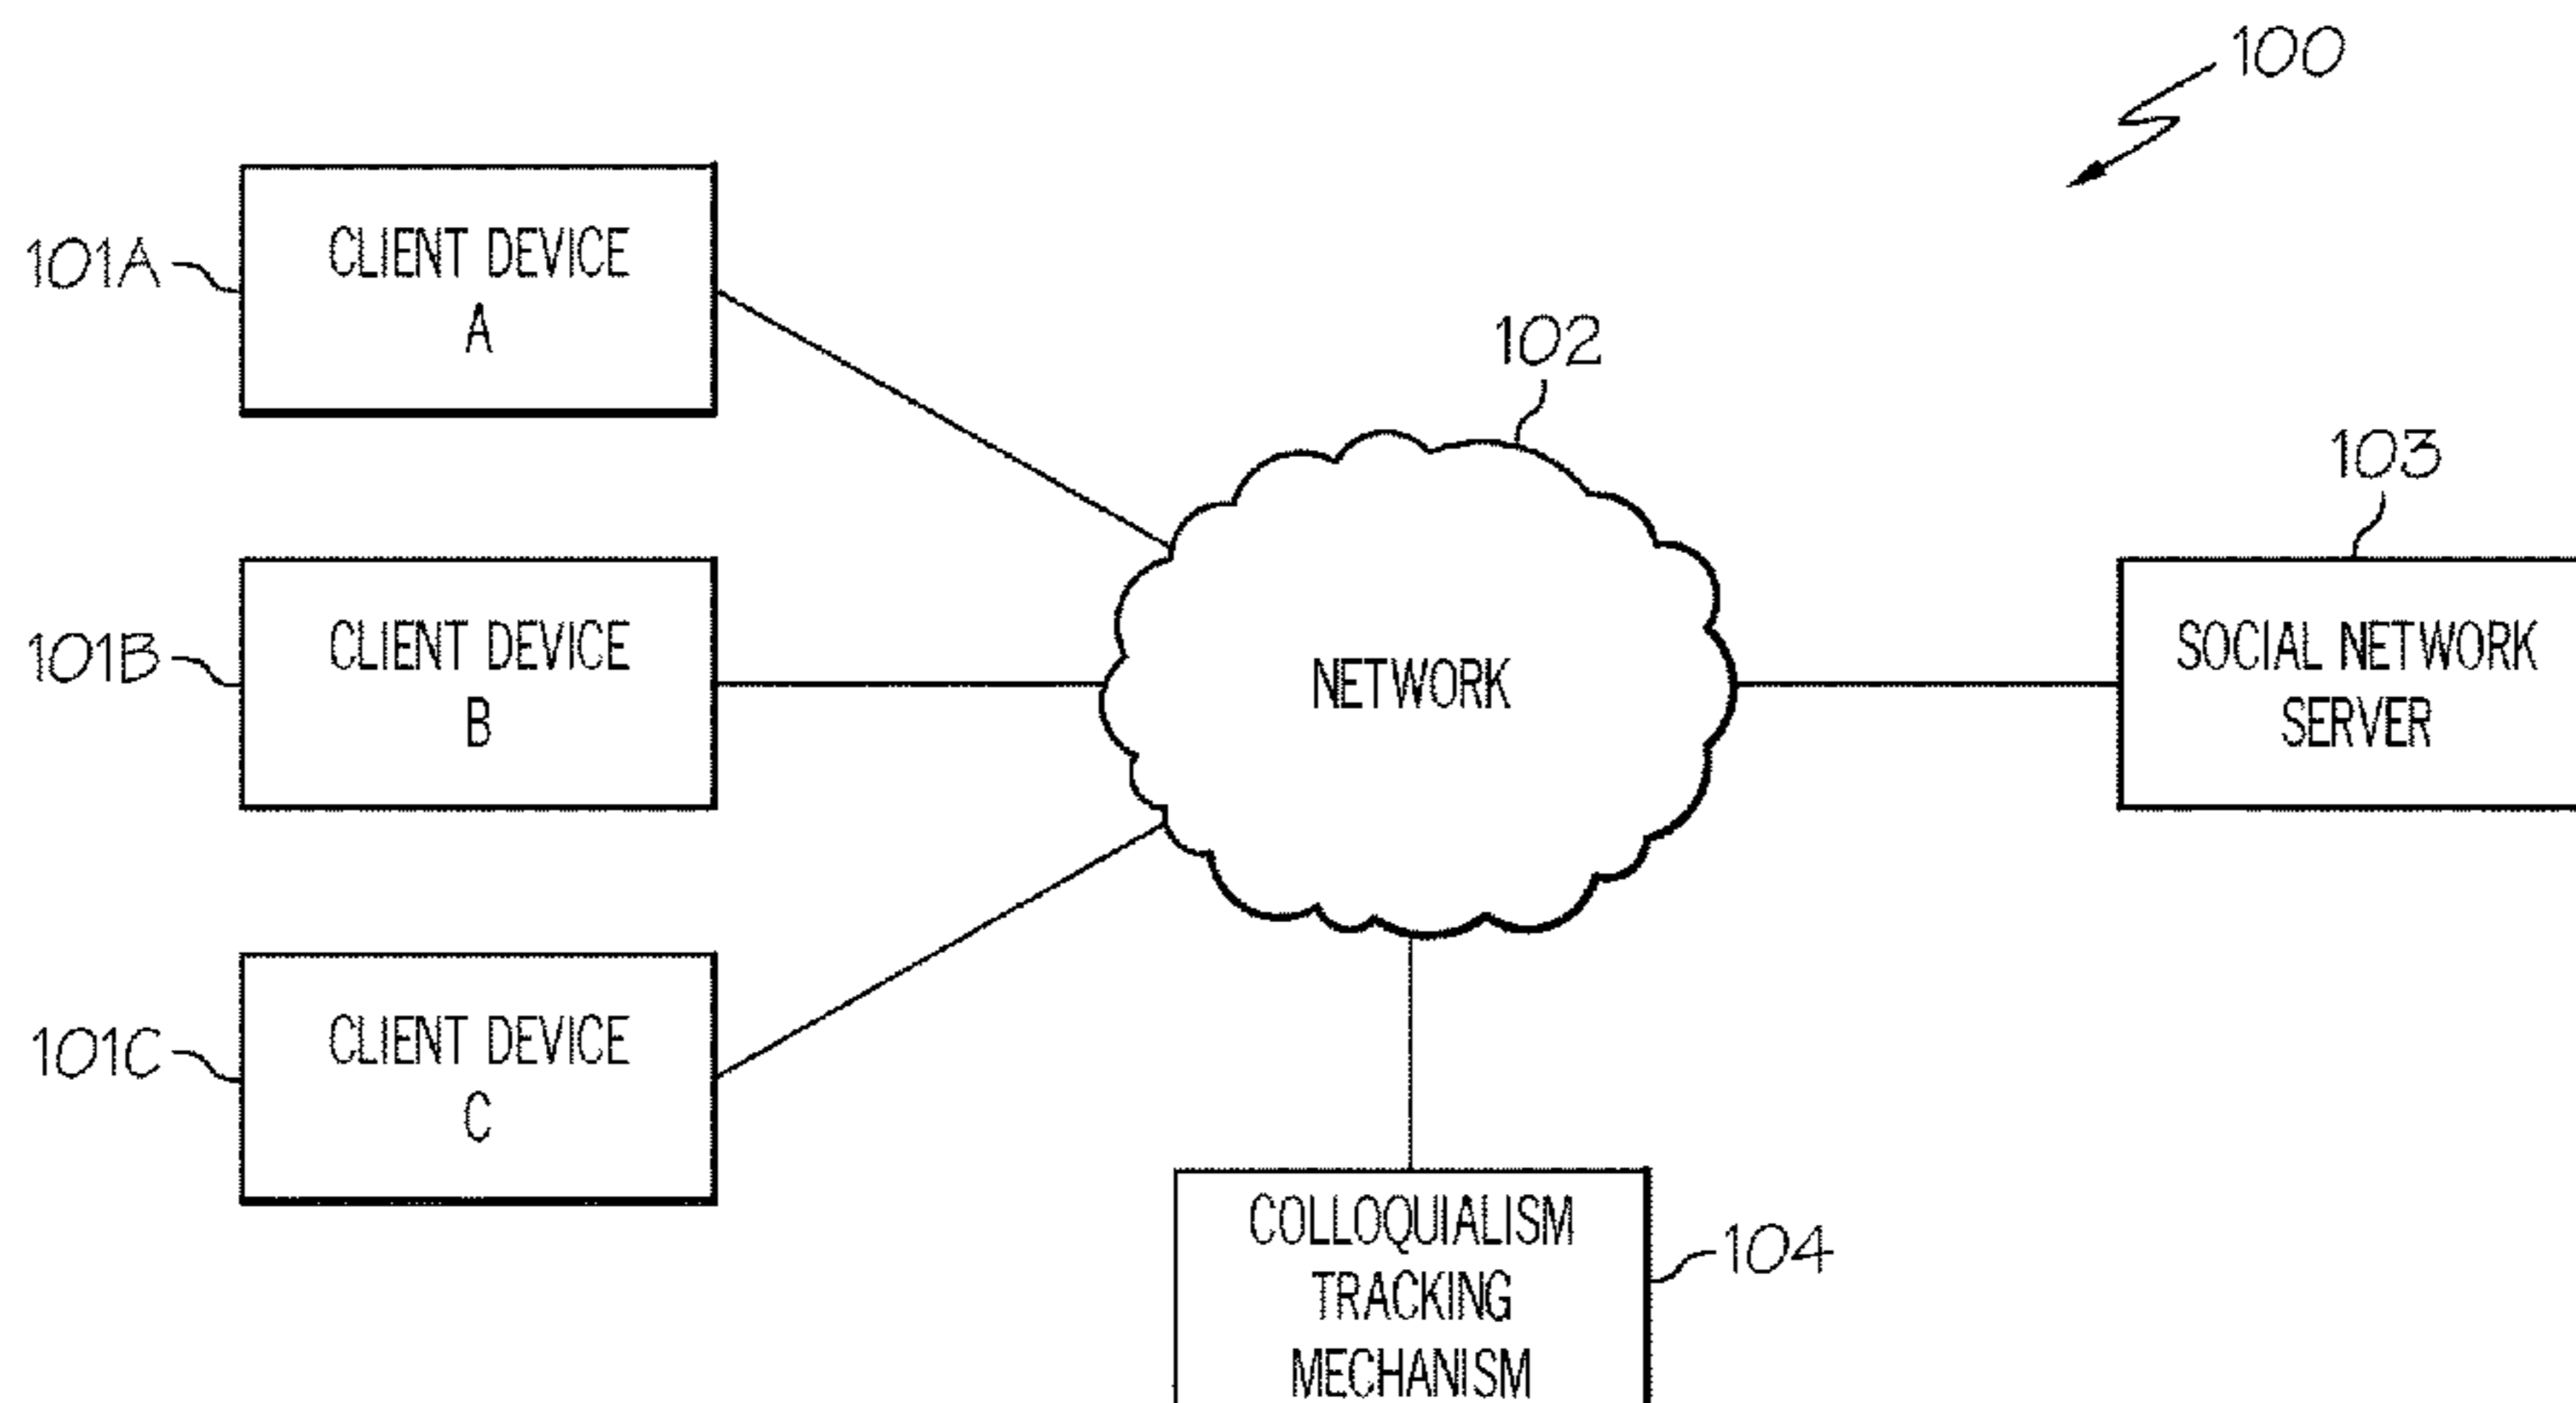 100
101A
CLIENT DEVICE
A
102
103
101B
CLIENT DEVICE
B
NETWORK
SOCIAL NETWORK
SERVER
101C
CLIENT DEVICE
C
COLLOQUIALISM
TRACKING
MECHANISM
104